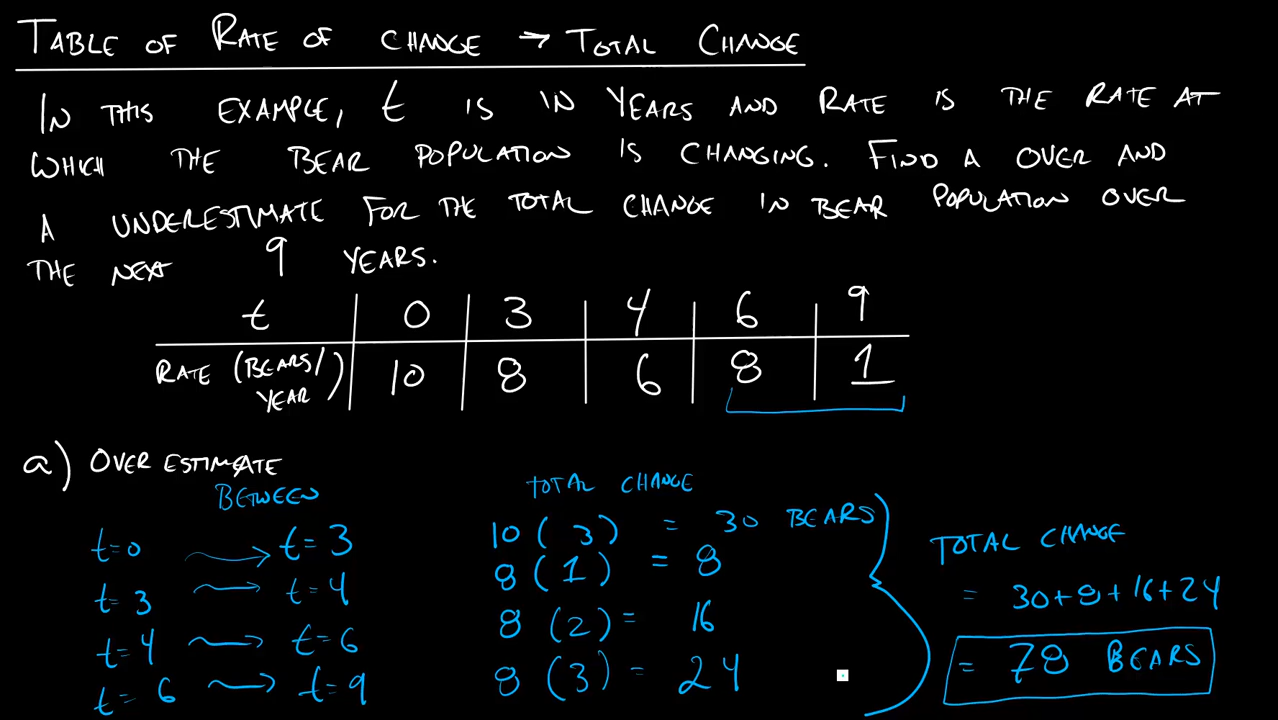 TABLE OF RATE OF CHANGE → TOTAL CHANGE
IN THIS EXAMPLE, t IS IN YEARS AND RATE IS THE RATE AT
WHICH THE BEAR POPULATION IS CHANGING. FIND A OVER AND
A UNDERESTIMATE FOR THE TOTAL CHANGE IN BEAR POPULATION OVER
THE NEXT 9 YEARS.
t 0 3 4 6 9
RATE (BEARS/YEAR) 10 8 6 8 1
a) OVER ESTIMATE
BETWEEN TOTAL CHANGE
t=0 → t=3 10(3) = 30 BEARS
t=3 → t=4 8(1) = 8
t=4 → t=6 8(2) = 16
t=6 → t=9 8(3) = 24
TOTAL CHANGE
= 30+8+16+24
= 78 BEARS